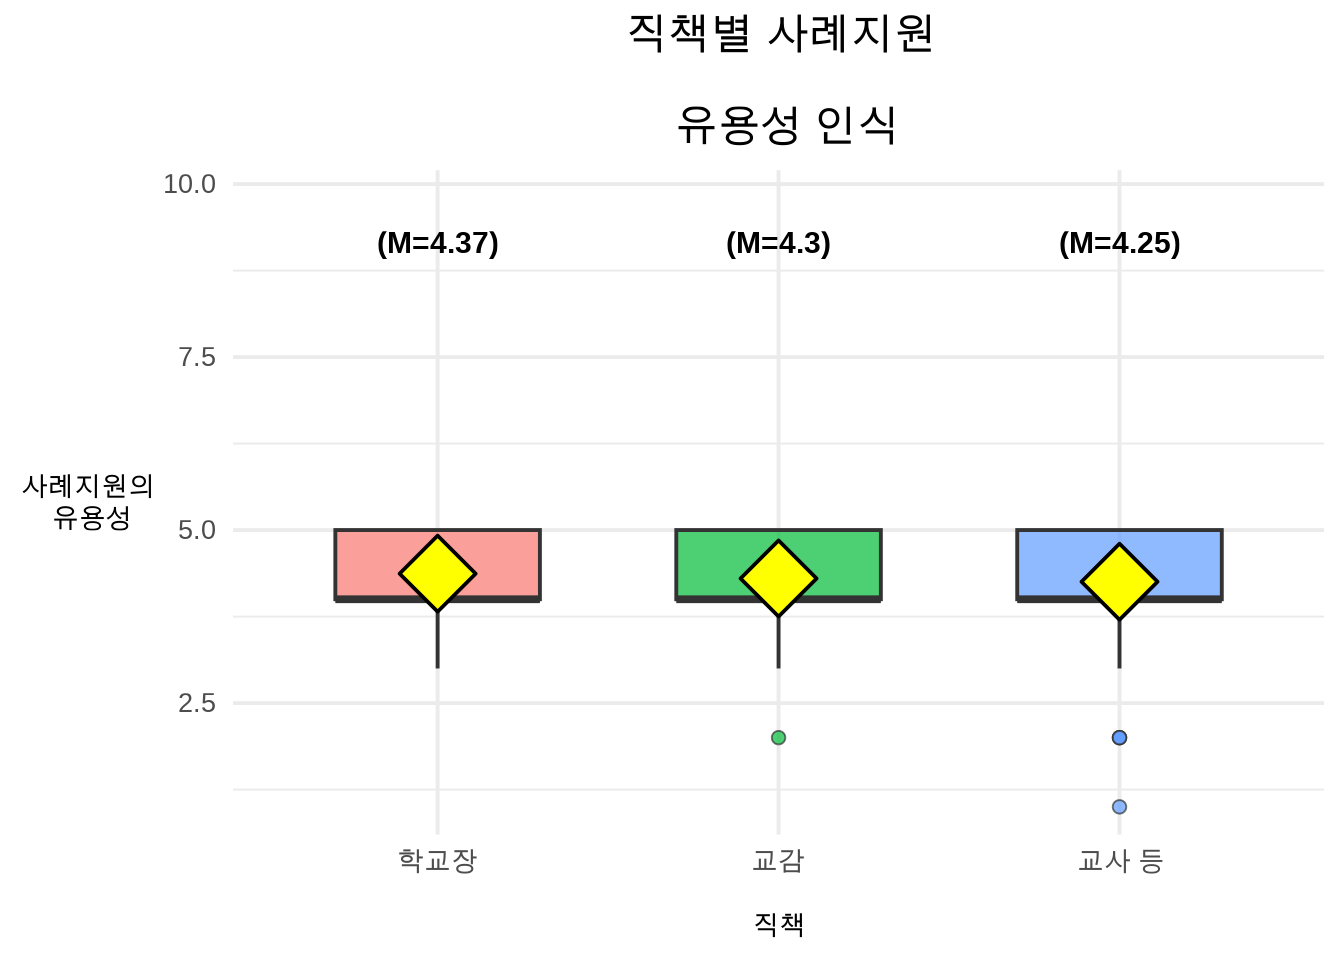 직책별 사례지원
유용성 인식
10.0
(M=4.37) (M=4.3) (M=4.25)
7.5
사례지원의
유용성
5.0
2.5
학교장 교감 교사 등
직책